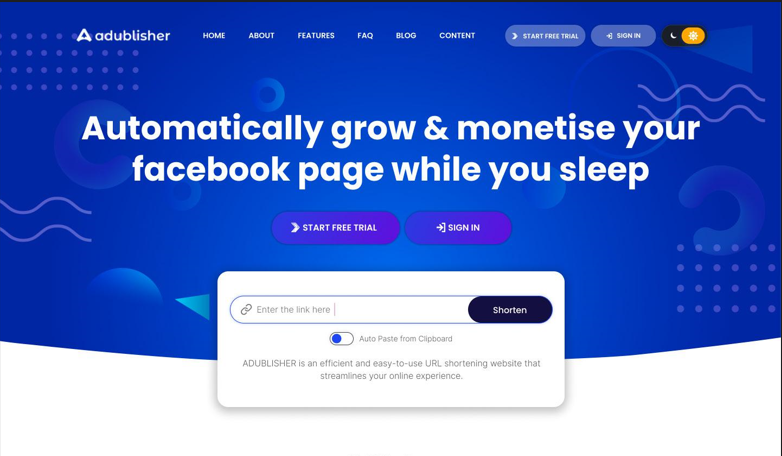 adublisher
HOME ABOUT FEATURES FAQ BLOG CONTENT
START FREE TRIAL SIGN IN
Automatically grow & monetise your
facebook page while you sleep
START FREE TRIAL SIGN IN
Enter the link here Shorten
Auto Paste from Clipboard
ADUBLISHER is an efficient and easy-to-use URL shortening website that
streamlines your online experience.